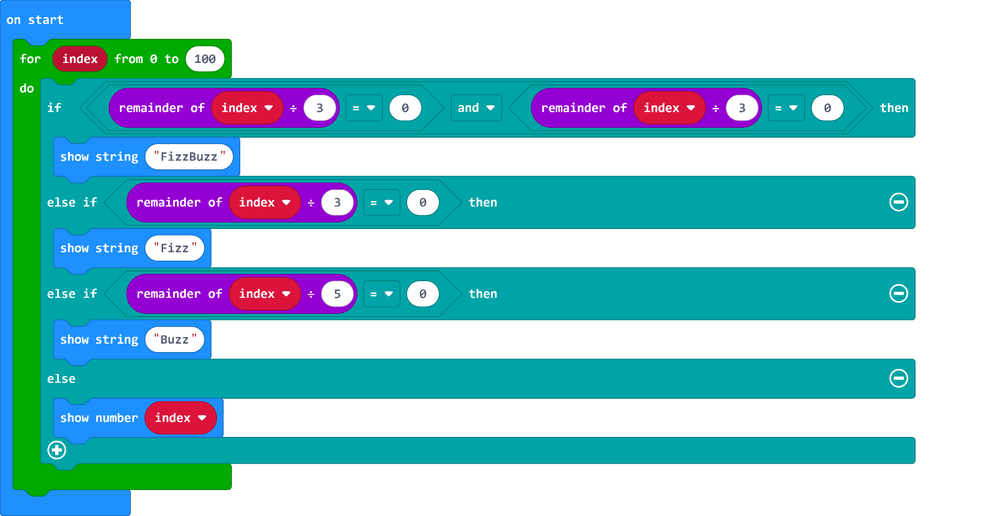 on start
for index from 0 to 100
do
if remainder of index ÷ 3 = 0 and remainder of index ÷ 3 = 0 then
show string "FizzBuzz"
else if remainder of index ÷ 3 = 0 then
show string "Fizz"
else if remainder of index ÷ 5 = 0 then
show string "Buzz"
else
show number index